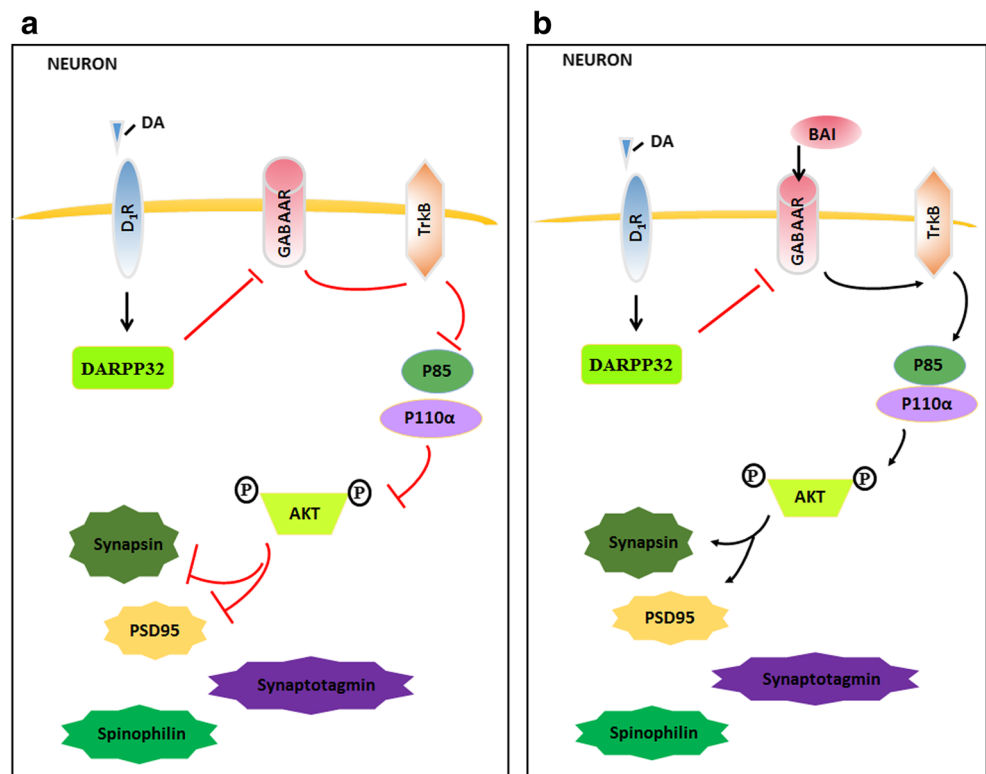 a
NEURON
DA
D₁R
GABAAR
TrkB
DARPP32
P85
P110α
P
P
AKT
Synapsin
PSD95
Synaptotagmin
Spinophilin
b
NEURON
BAI
DA
D₁R
GABAAR
TrkB
DARPP32
P85
P110α
P
P
AKT
Synapsin
PSD95
Synaptotagmin
Spinophilin